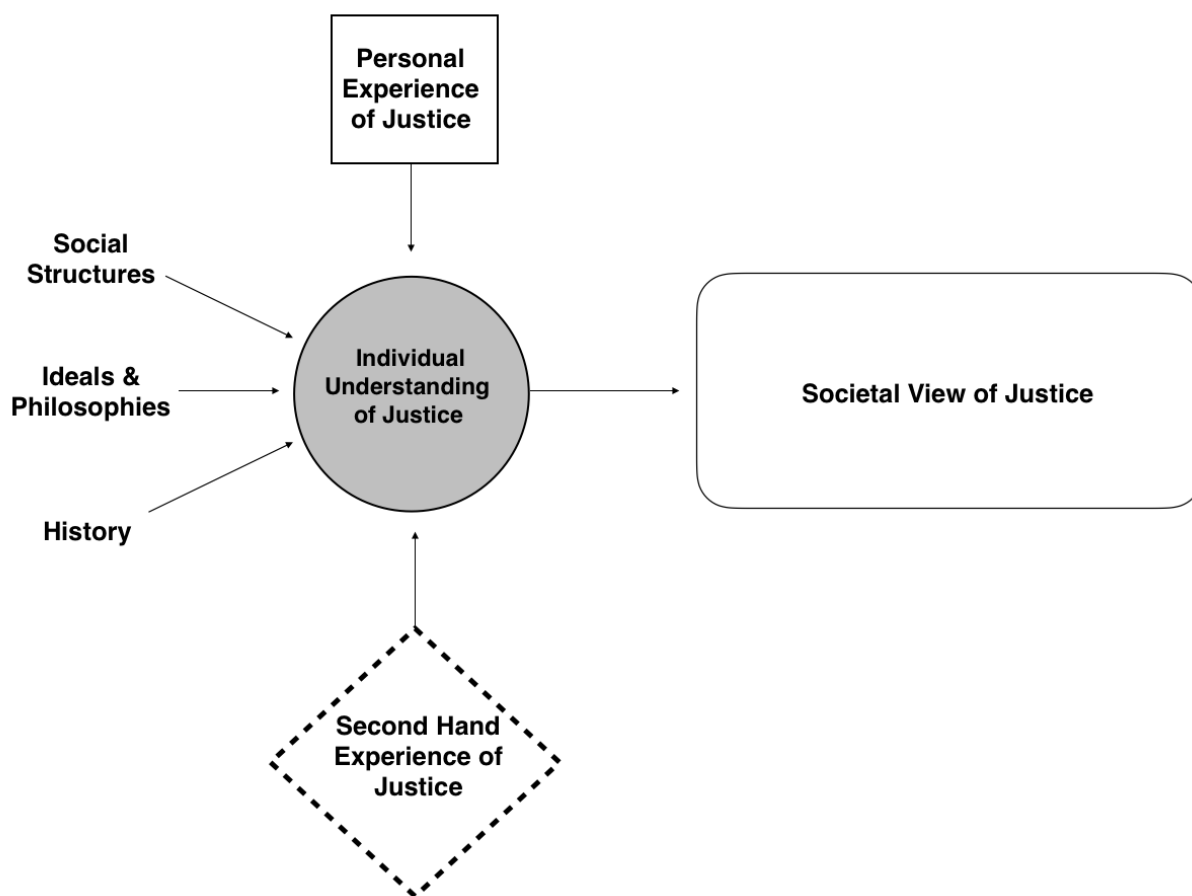 Personal
Experience
of Justice
Social
Structures
Ideals &
Philosophies
History
Individual
Understanding
of Justice
Societal View of Justice
Second Hand
Experience of
Justice